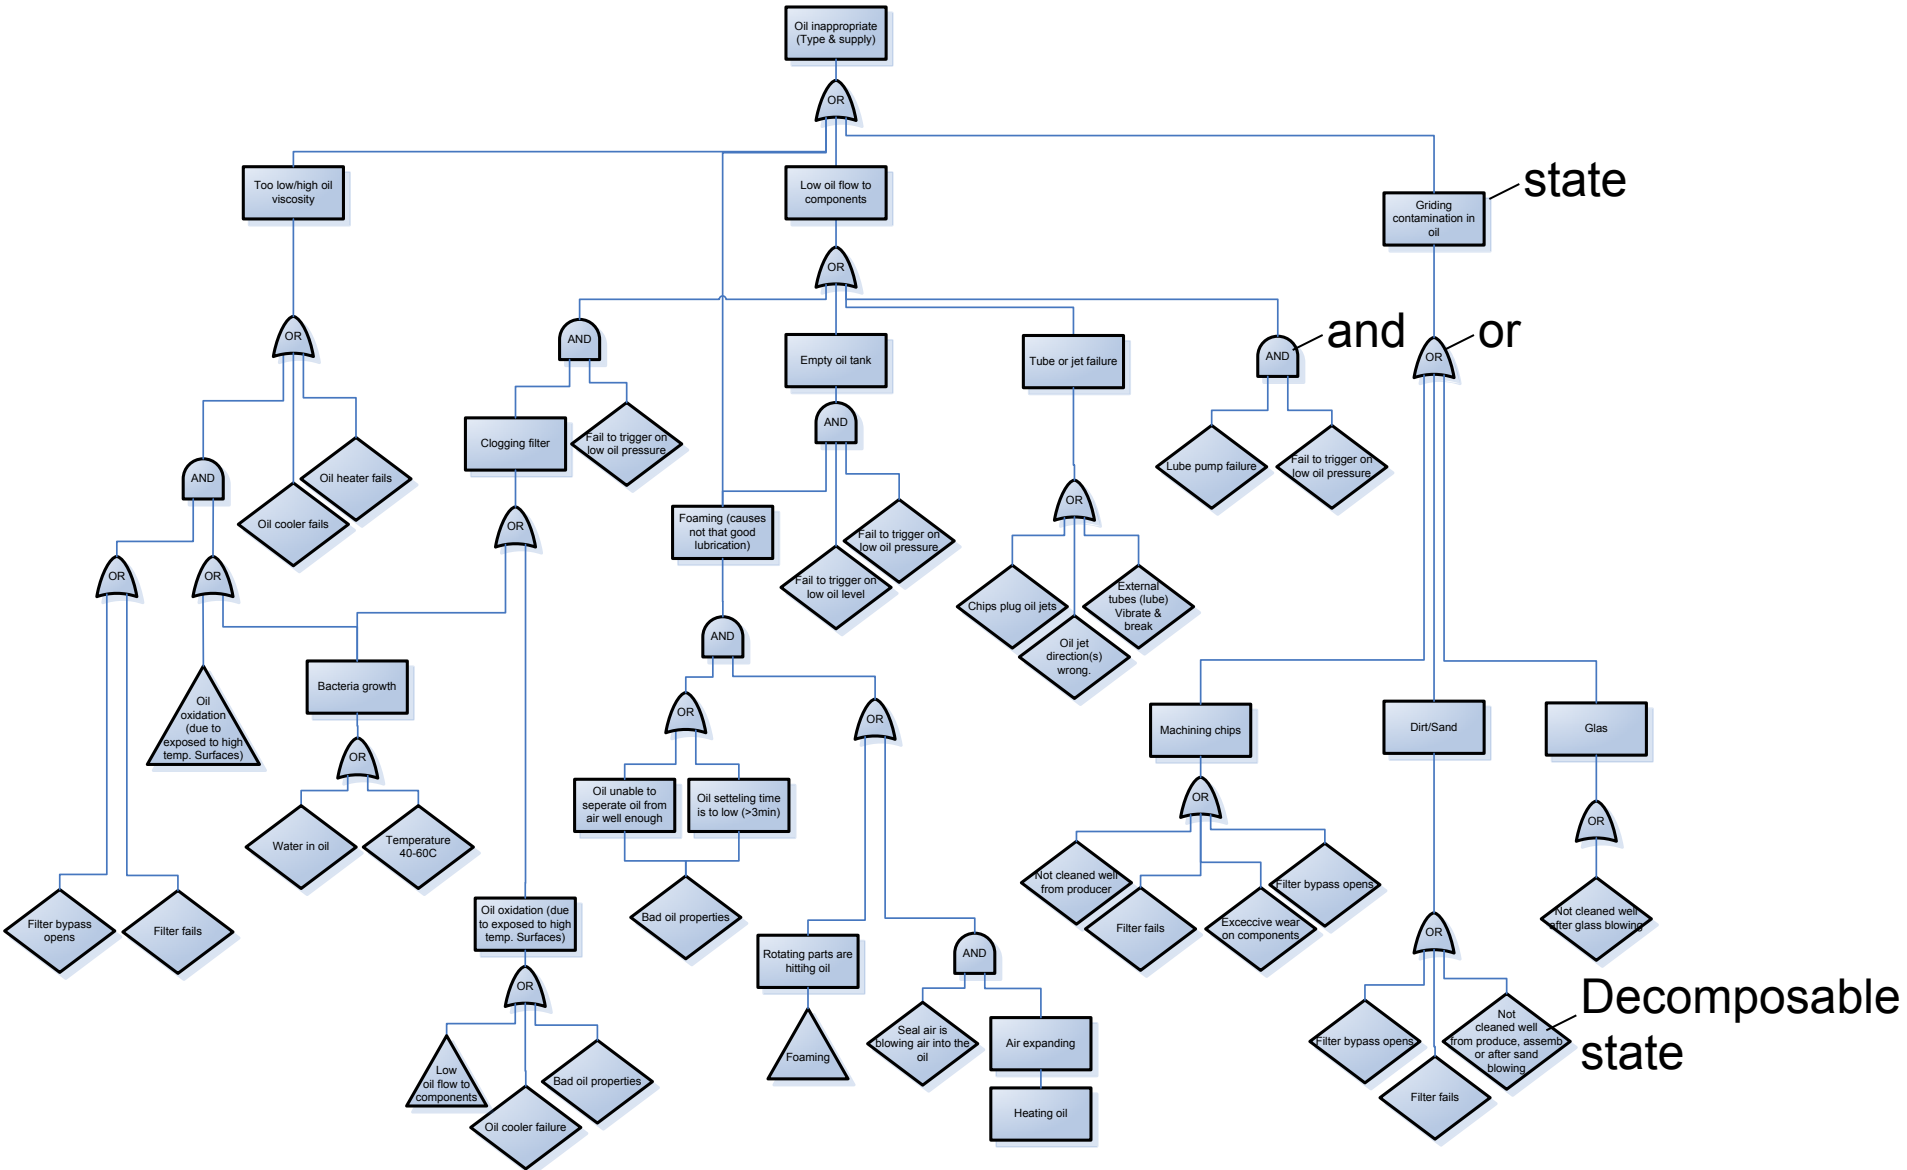 Oil inappropriate
(Type & supply)
OR
Too low/high oil
viscosity
Low oil flow to
components
Griding
contamination in
oil
state
OR
OR
AND
Empty oil tank
Tube or jet failure
AND
and
OR
or
Clogging filter
Fail to trigger on
low oil pressure
AND
Lube pump failure
Fail to trigger on
low oil pressure
AND
Oil heater fails
Oil cooler fails
OR
Foaming (causes
not that good
lubrication)
Fail to trigger on
low oil pressure
Fail to trigger on
low oil level
OR
OR
OR
Chips plug oil jets
External
tubes (lube)
Vibrate &
break
Oil jet
direction(s)
wrong.
AND
Oil
oxidation
(due to
exposed to high
temp. Surfaces)
Bacteria growth
OR
OR
OR
Machining chips
Dirt/Sand
Glas
Oil unable to
seperate oil from
air well enough
Oil setteling time
is to low (>3min)
OR
OR
Water in oil
Temperature
40-60C
Not cleaned well
from producer
Filter fails
Exceccive wear
on components
Filter bypass opens
Filter bypass
opens
Filter fails
Oil oxidation (due
to exposed to high
temp. Surfaces)
Bad oil properties
Rotating parts are
hittihg oil
AND
OR
Not cleaned well
after glass blowing
OR
Seal air is
blowing air into the
oil
Air expanding
Filter bypass opens
Not
cleaned well
from produce, assemb
or after sand
blowing
Decomposable
state
Low
oil flow to
components
Bad oil properties
Foaming
Oil cooler failure
Heating oil
Filter fails